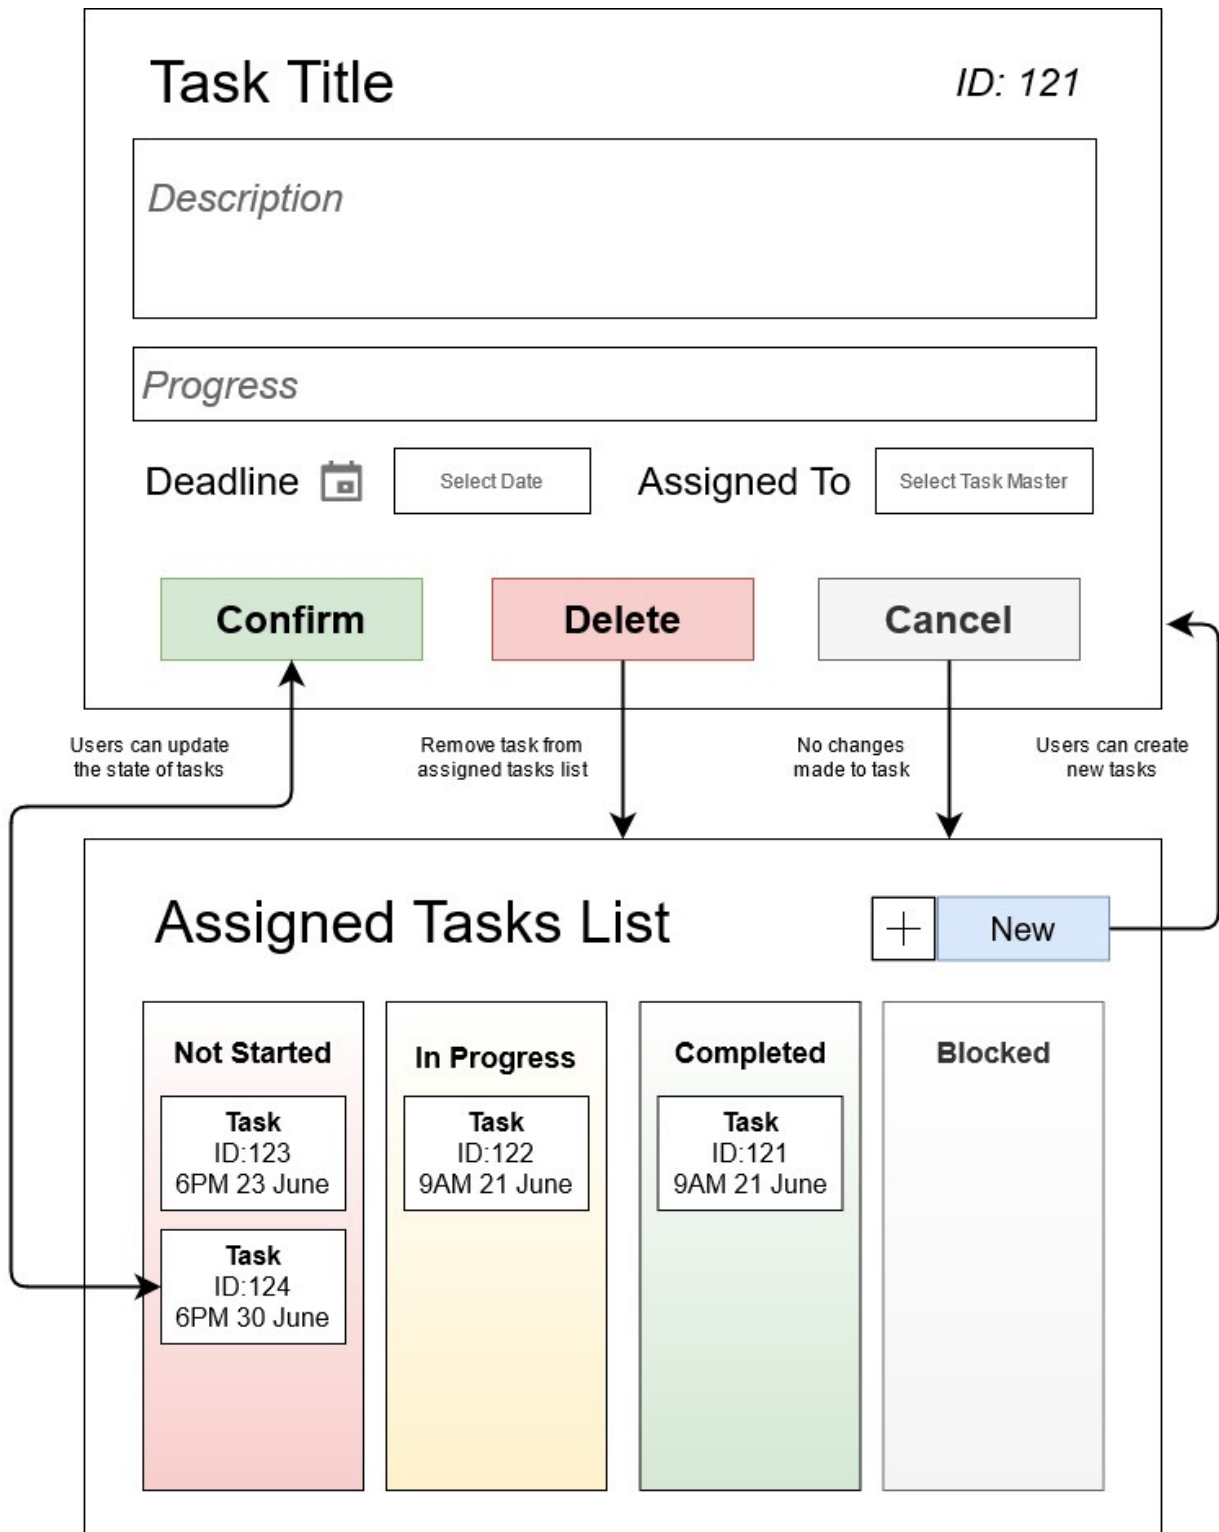 Task Title
ID: 121
Description
Progress
Deadline
Select Date
Assigned To
Select Task Master
Confirm
Delete
Cancel
Users can update
the state of tasks
Remove task from
assigned tasks list
No changes
made to task
Users can create
new tasks
Assigned Tasks List
New
Not Started
Task
ID:123
6PM 23 June
Task
ID:124
6PM 30 June
In Progress
Task
ID:122
9AM 21 June
Completed
Task
ID:121
9AM 21 June
Blocked